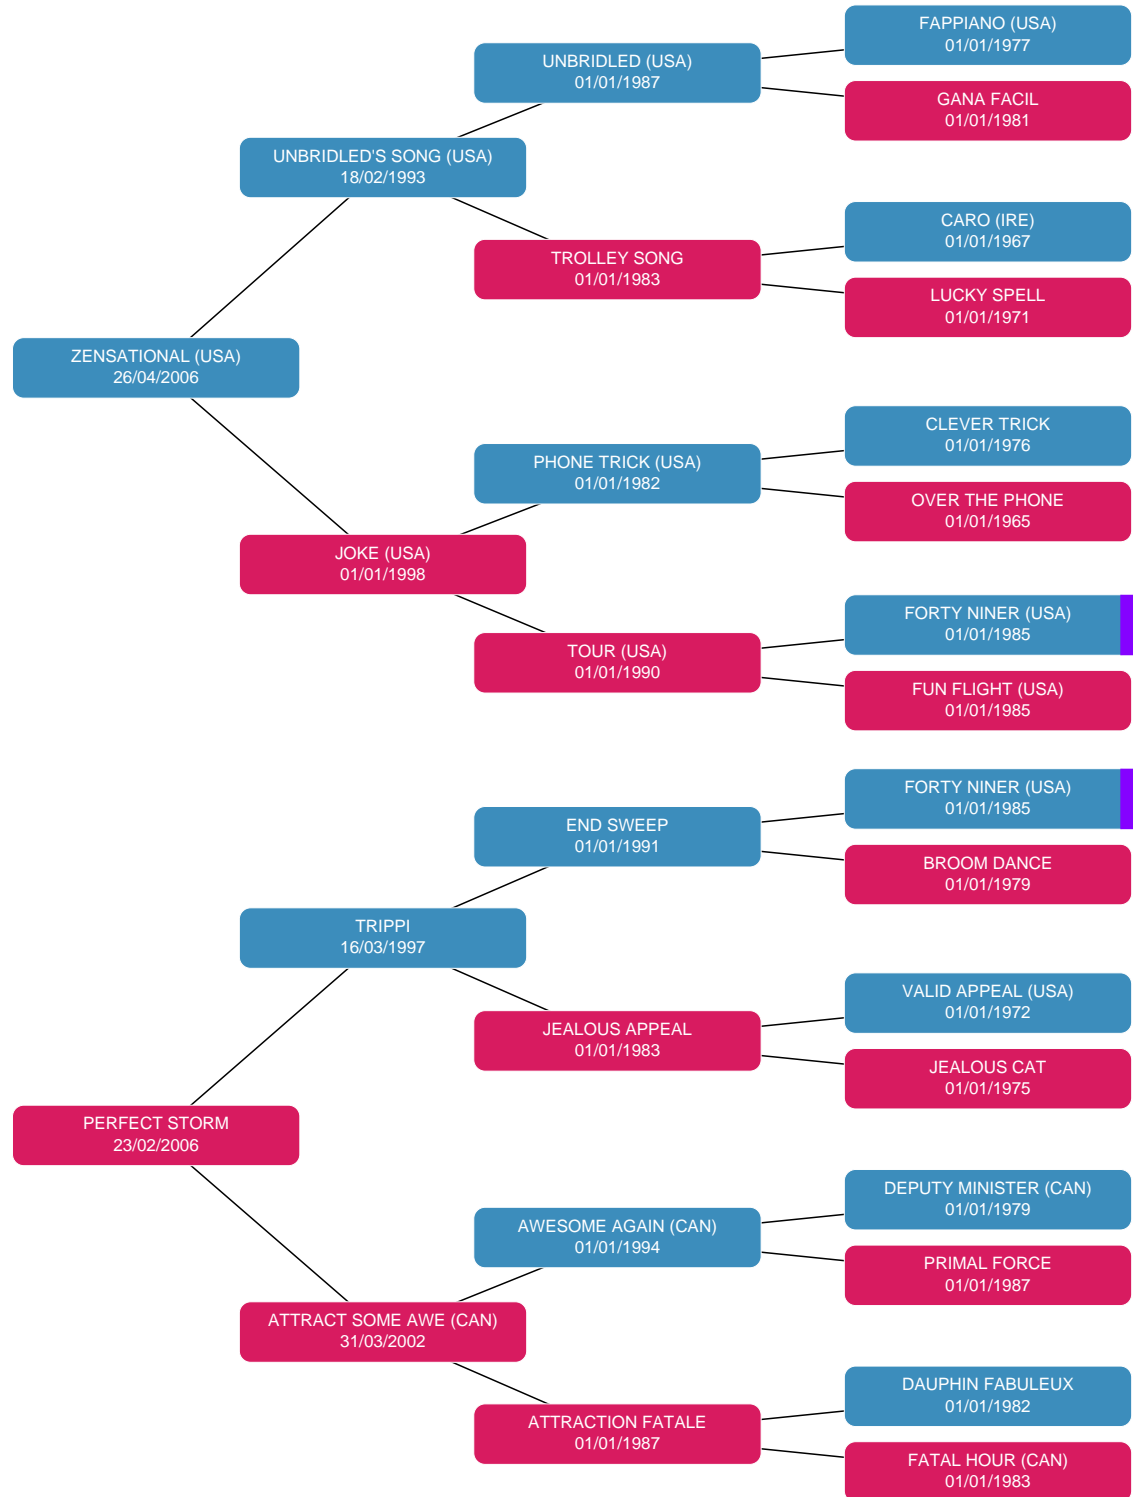 FAPPIANO (USA)
01/01/1977
UNBRIDLED (USA)
01/01/1987
GANA FACIL
01/01/1981
UNBRIDLED'S SONG (USA)
18/02/1993
CARO (IRE)
01/01/1967
TROLLEY SONG
01/01/1983
LUCKY SPELL
01/01/1971
ZENSATIONAL (USA)
26/04/2006
CLEVER TRICK
01/01/1976
PHONE TRICK (USA)
01/01/1982
OVER THE PHONE
01/01/1965
JOKE (USA)
01/01/1998
FORTY NINER (USA)
01/01/1985
TOUR (USA)
01/01/1990
FUN FLIGHT (USA)
01/01/1985
FORTY NINER (USA)
01/01/1985
END SWEEP
01/01/1991
BROOM DANCE
01/01/1979
TRIPPI
16/03/1997
VALID APPEAL (USA)
01/01/1972
JEALOUS APPEAL
01/01/1983
JEALOUS CAT
01/01/1975
PERFECT STORM
23/02/2006
DEPUTY MINISTER (CAN)
01/01/1979
AWESOME AGAIN (CAN)
01/01/1994
PRIMAL FORCE
01/01/1987
ATTRACT SOME AWE (CAN)
31/03/2002
DAUPHIN FABULEUX
01/01/1982
ATTRACTION FATALE
01/01/1987
FATAL HOUR (CAN)
01/01/1983